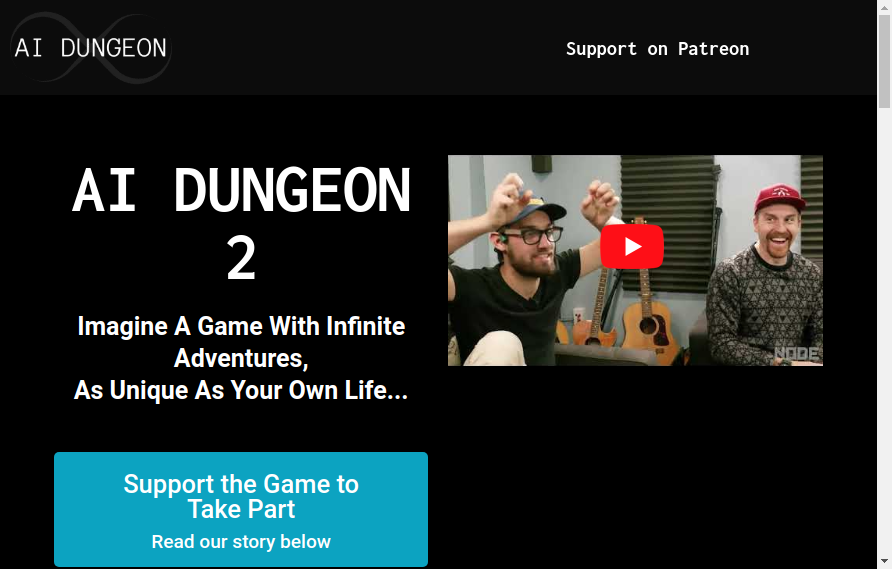 AI DUNGEON
Support on Patreon
AI DUNGEON
2
Imagine A Game With Infinite
Adventures,
As Unique As Your Own Life...
NODE
Support the Game to
Take Part
Read our story below